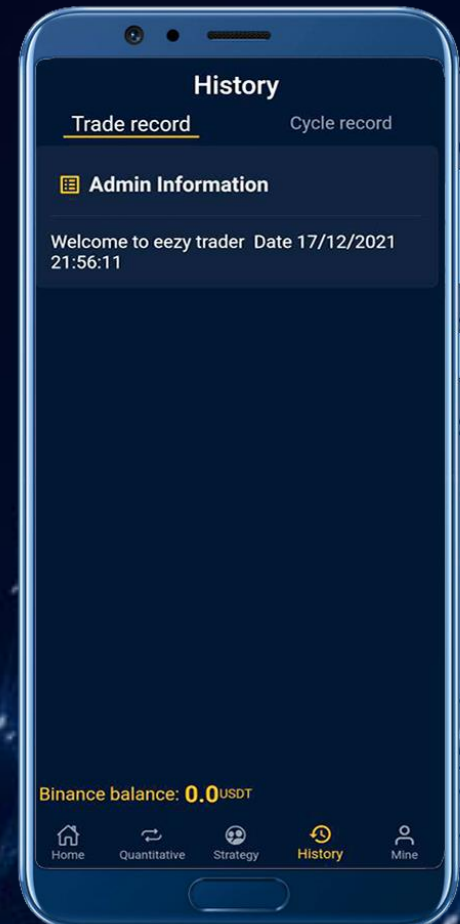 History
Trade record
Cycle record
Admin Information
Welcome to eezy trader Date 17/12/2021
21:56:11
Binance balance: 0.0USDT
Home
Quantitative
Strategy
History
Mine